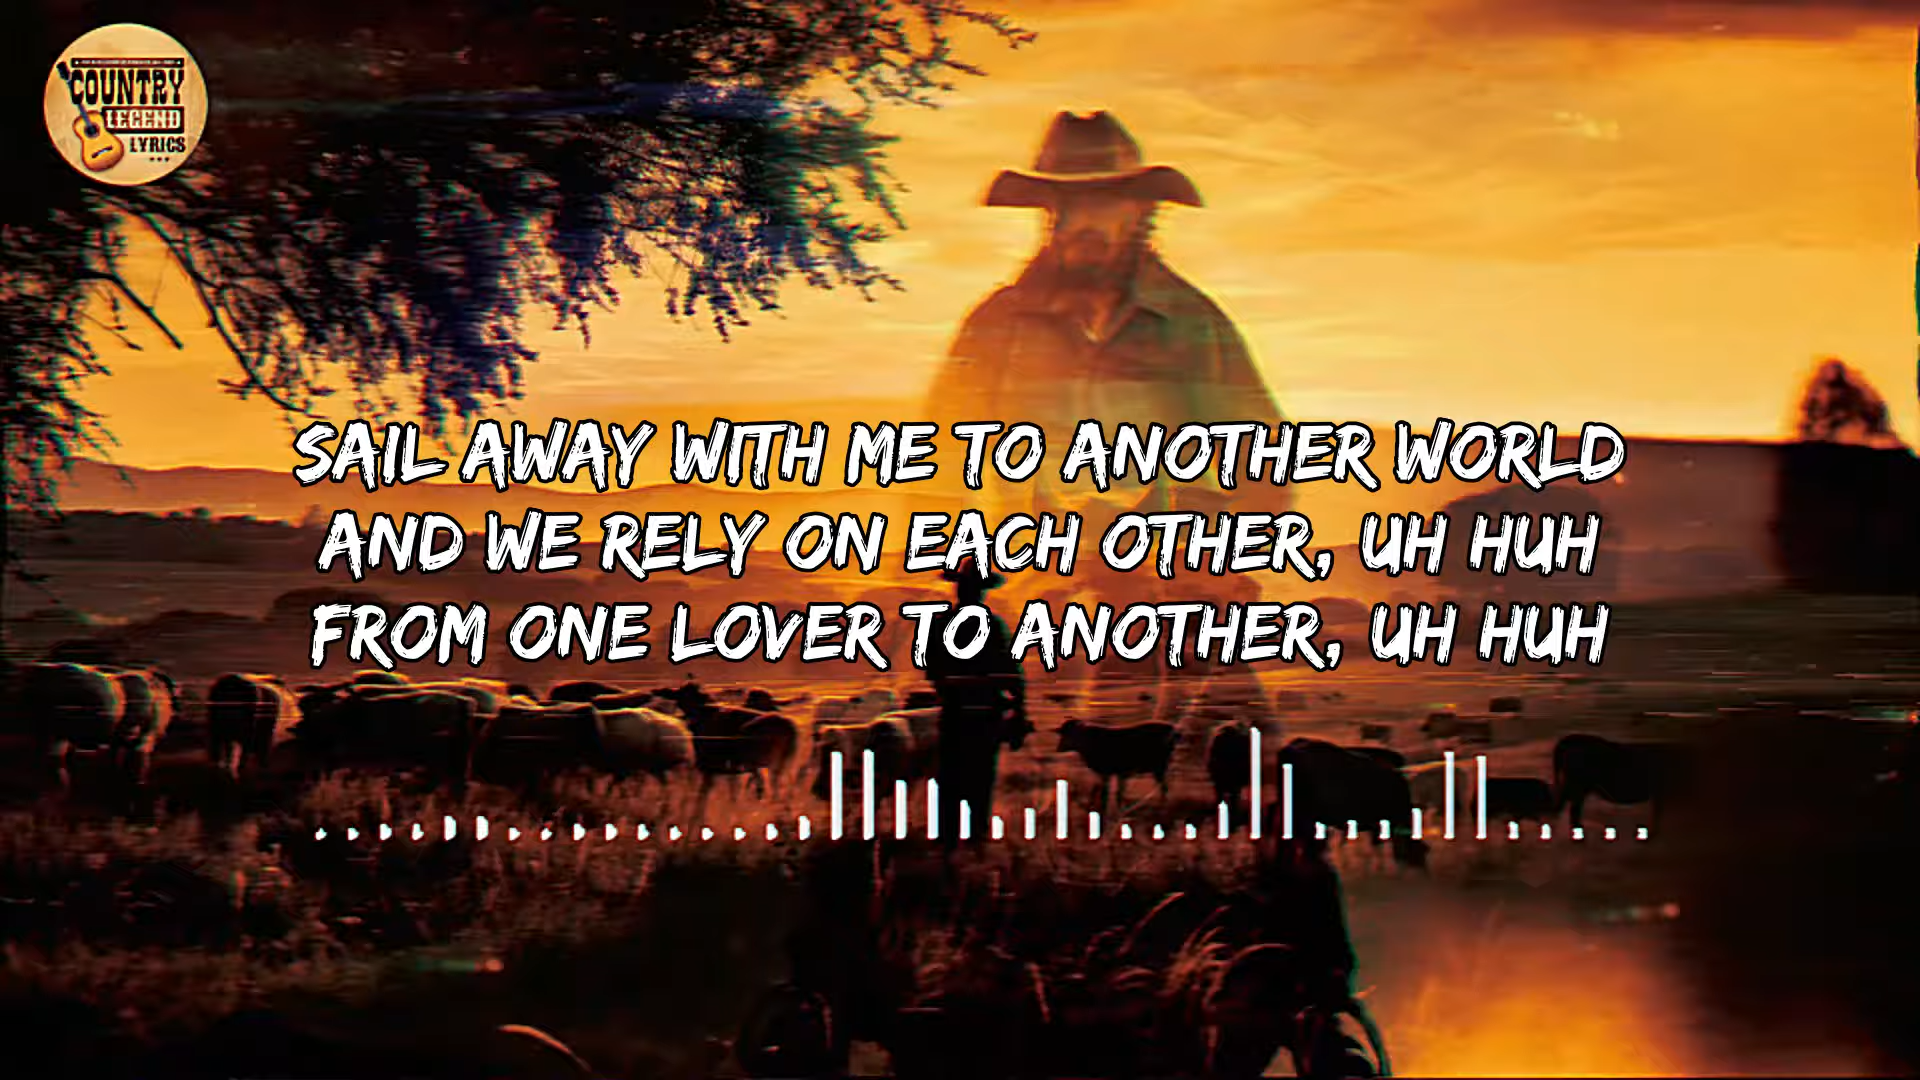 COUNTRY
LEGEND
LYRICS
SAIL AWAY WITH ME TO ANOTHER WORLD
AND WE RELY ON EACH OTHER, UH HUH
FROM ONE LOVER TO ANOTHER, UH HUH